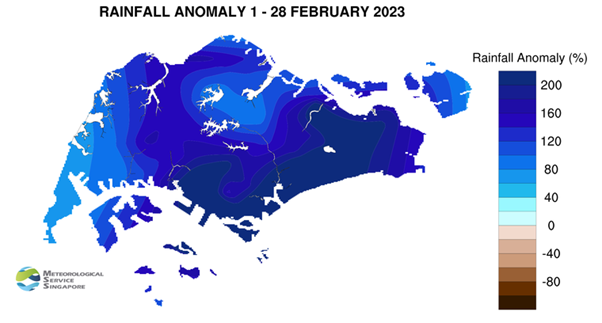 RAINFALL ANOMALY 1 - 28 FEBRUARY 2023
Rainfall Anomaly (%)
200
160
120
80
40
0
-40
-80
METEOROLOGICAL
SERVICE
SINGAPORE